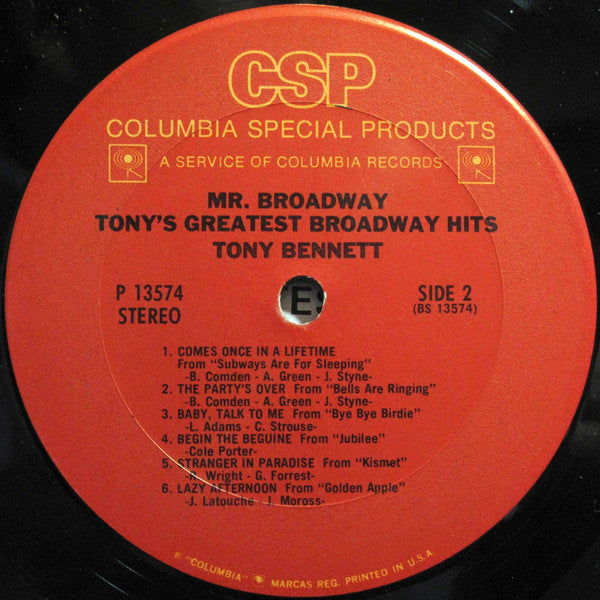 CSP
COLUMBIA SPECIAL PRODUCTS
A SERVICE OF COLUMBIA RECORDS
MR. BROADWAY
TONY'S GREATEST BROADWAY HITS
TONY BENNETT
P 13574
STEREO
ES
SIDE 2
(BS 13574)
1. COMES ONCE IN A LIFETIME
From "Subways Are For Sleeping"
-B. Comden - A. Green - J. Styne-
2. THE PARTY'S OVER From "Bells Are Ringing"
-B. Comden - A. Green - J. Styne-
3. BABY, TALK TO ME From "Bye Bye Birdie"
-L. Adams - C. Strouse-
4. BEGIN THE BEGUINE From "Jubilee"
-Cole Porter-
5. STRANGER IN PARADISE From "Kismet"
-R. Wright - G. Forrest-
6. LAZY AFTERNOON From "Golden Apple"
-J. Latouche - J. Moross-
® "COLUMBIA" MARCAS REG. PRINTED IN U.S.A.